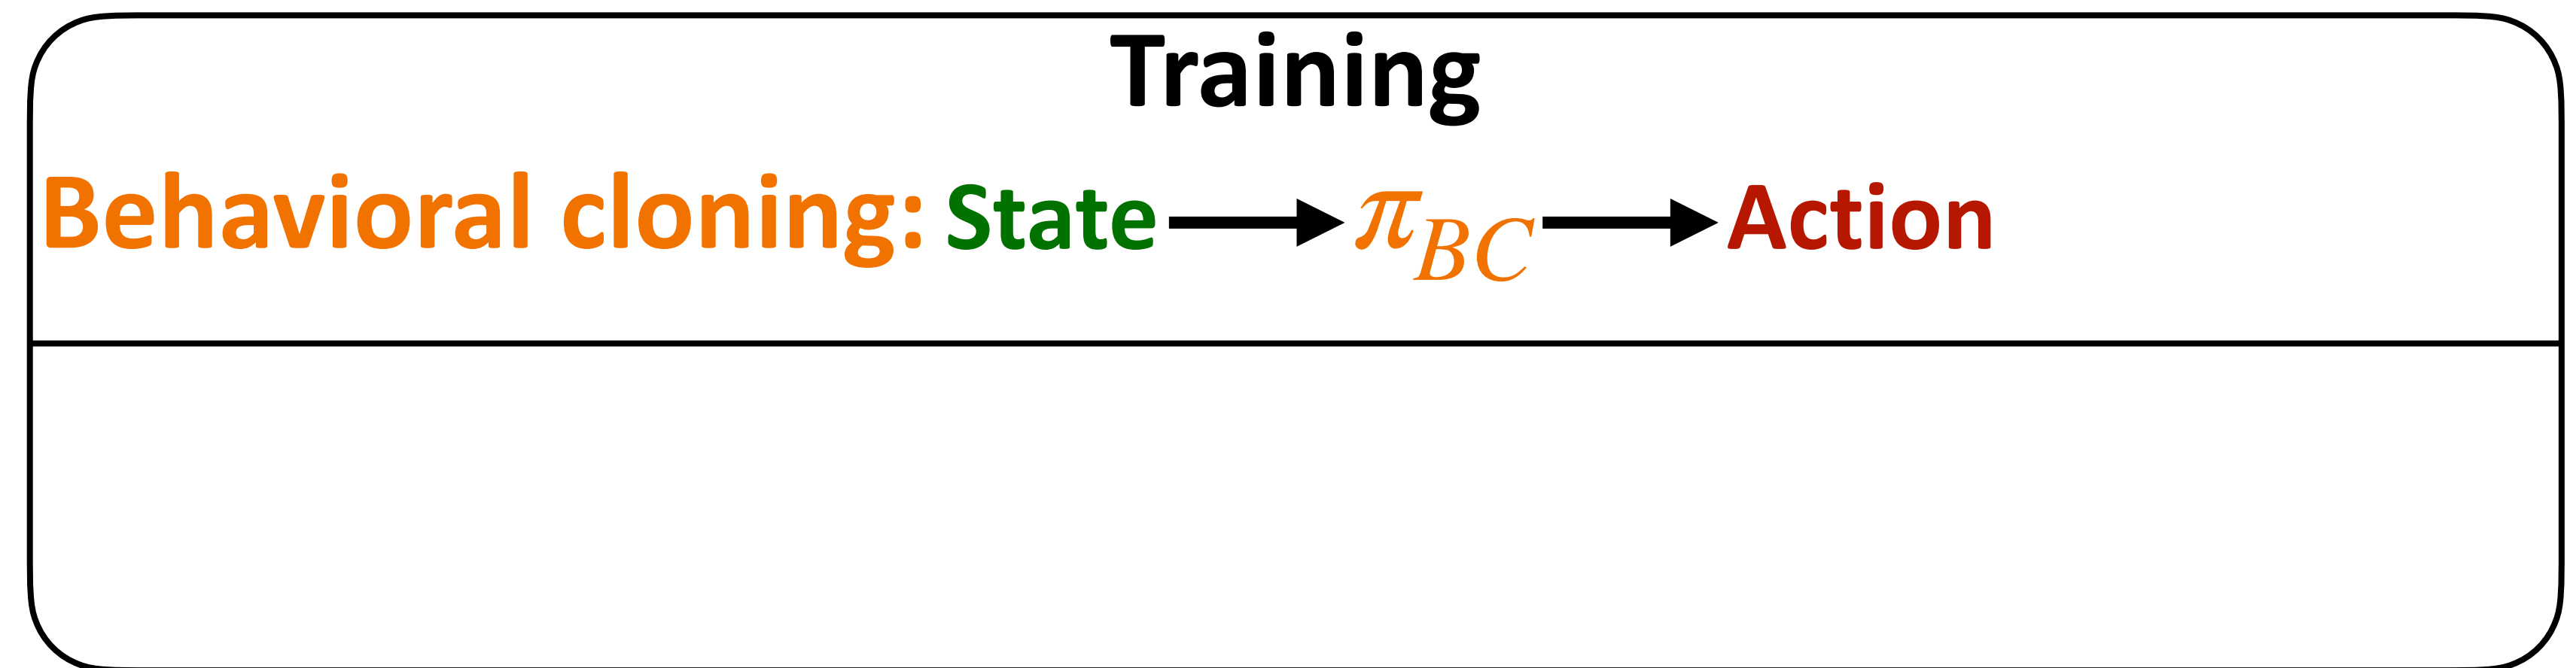 Training
Behavioral cloning: State → π_BC → Action